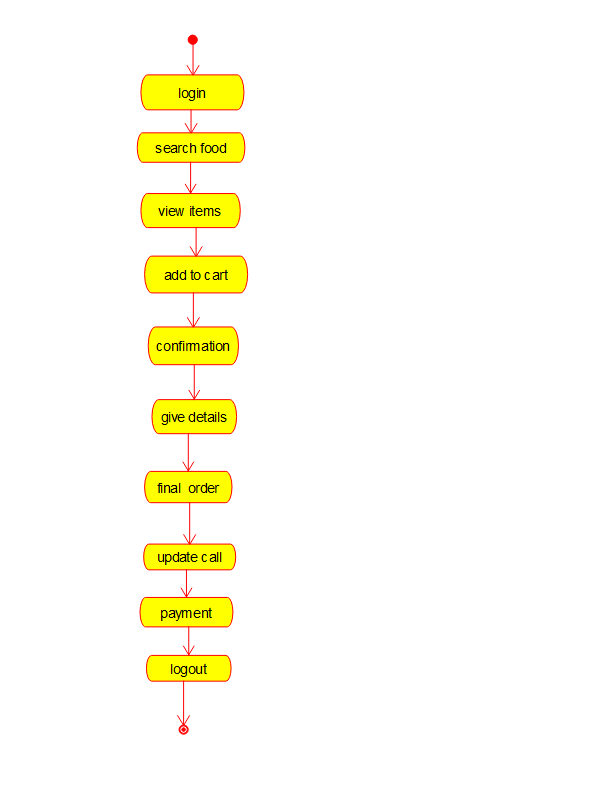 login
search food
view items
add to cart
confirmation
give details
final order
update call
payment
logout